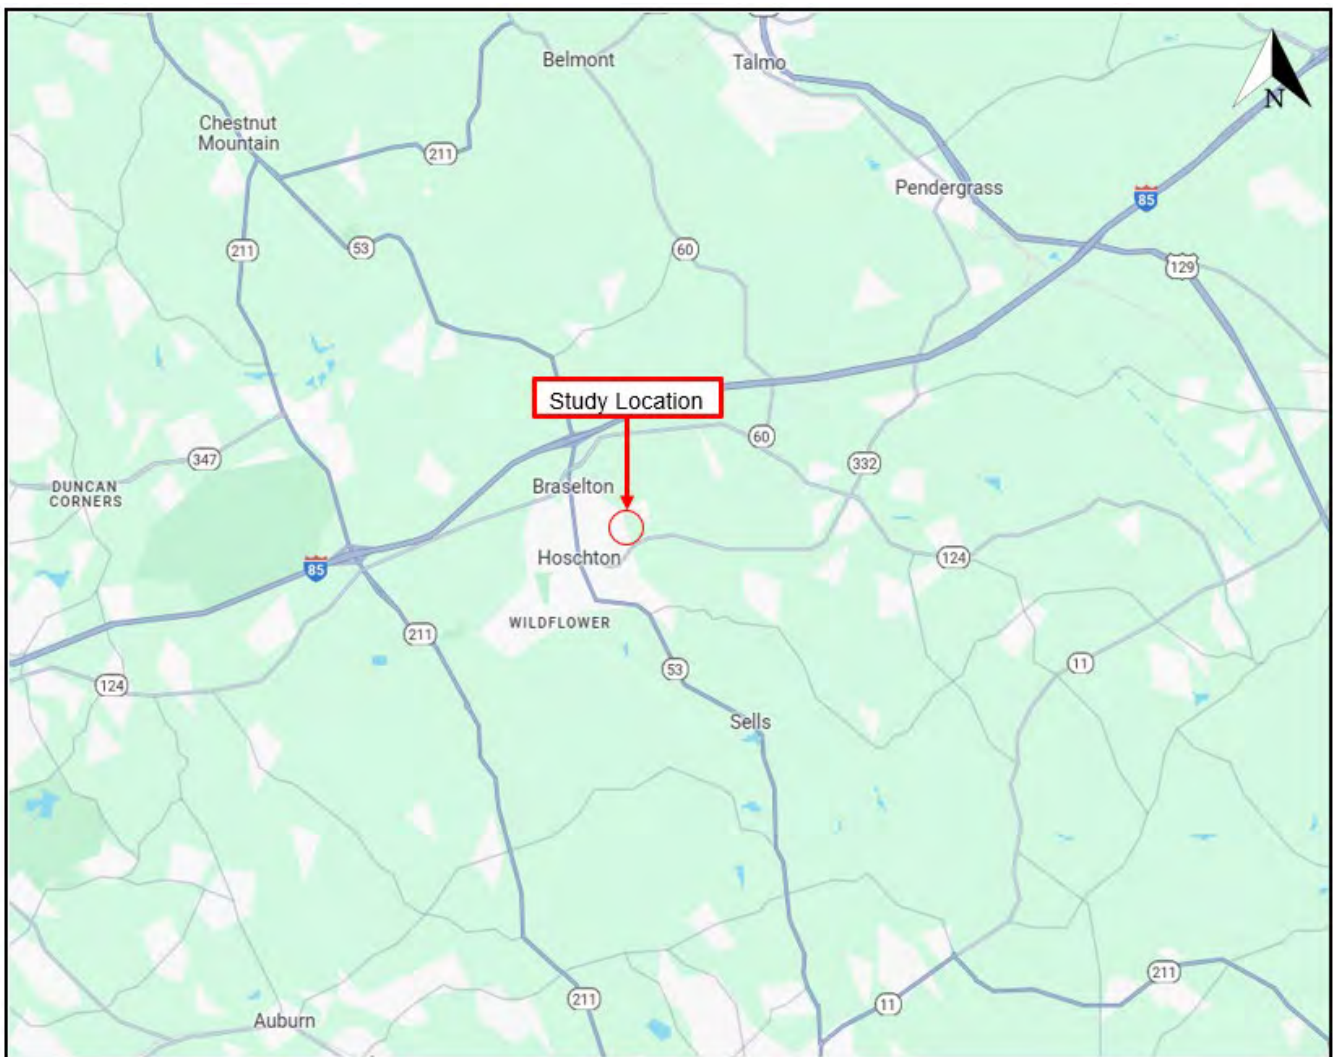 Belmont
Talmo
N
Chestnut
Mountain
211
Pendergrass
85
211
53
60
129
Study Location
60
347
332
DUNCAN
CORNERS
Braselton
Hoschton
124
85
WILDFLOWER
211
53
11
124
Sells
211
211
11
Auburn